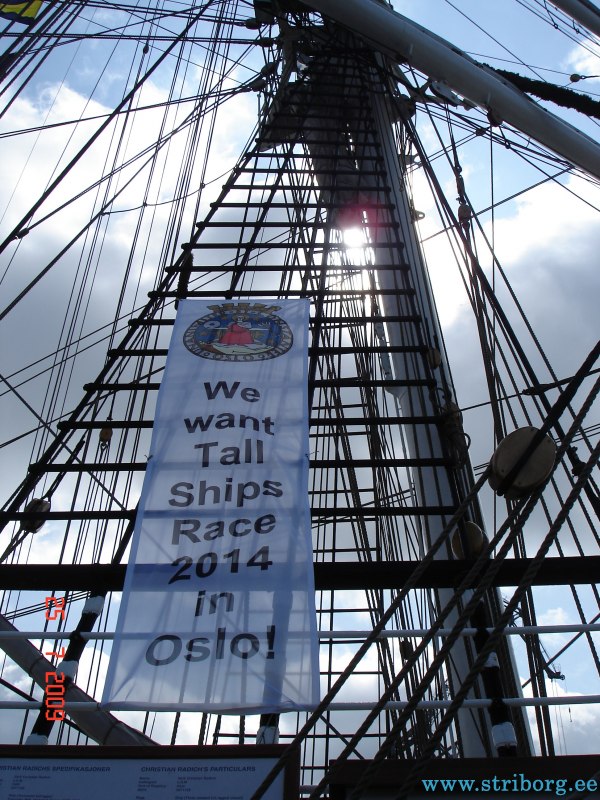 We
want
Tall
Ships
Race
2014
in
Oslo!
25 7 2009
CHRISTIAN RADICHS SPESIFIKASJONER
CHRISTIAN RADICH'S PARTICULARS
www.striborg.ee